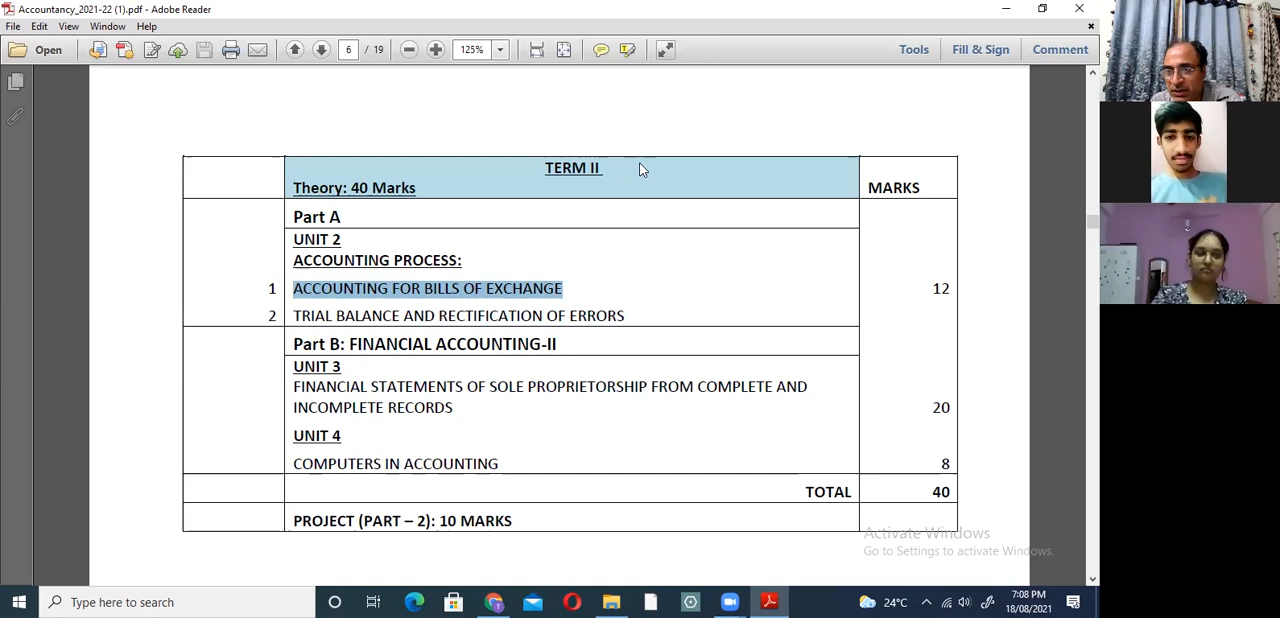 Accountancy_2021-22 (1).pdf - Adobe Reader
File Edit View Window Help
Open 6 / 19 125% Tools Fill & Sign Comment
TERM II
Theory: 40 Marks MARKS
Part A
UNIT 2
ACCOUNTING PROCESS:
1 ACCOUNTING FOR BILLS OF EXCHANGE 12
2 TRIAL BALANCE AND RECTIFICATION OF ERRORS
Part B: FINANCIAL ACCOUNTING-II
UNIT 3
FINANCIAL STATEMENTS OF SOLE PROPRIETORSHIP FROM COMPLETE AND
INCOMPLETE RECORDS 20
UNIT 4
COMPUTERS IN ACCOUNTING 8
TOTAL 40
PROJECT (PART – 2): 10 MARKS
Activate Windows
Go to Settings to activate Windows.
Type here to search 24°C 7:08 PM
18/08/2021